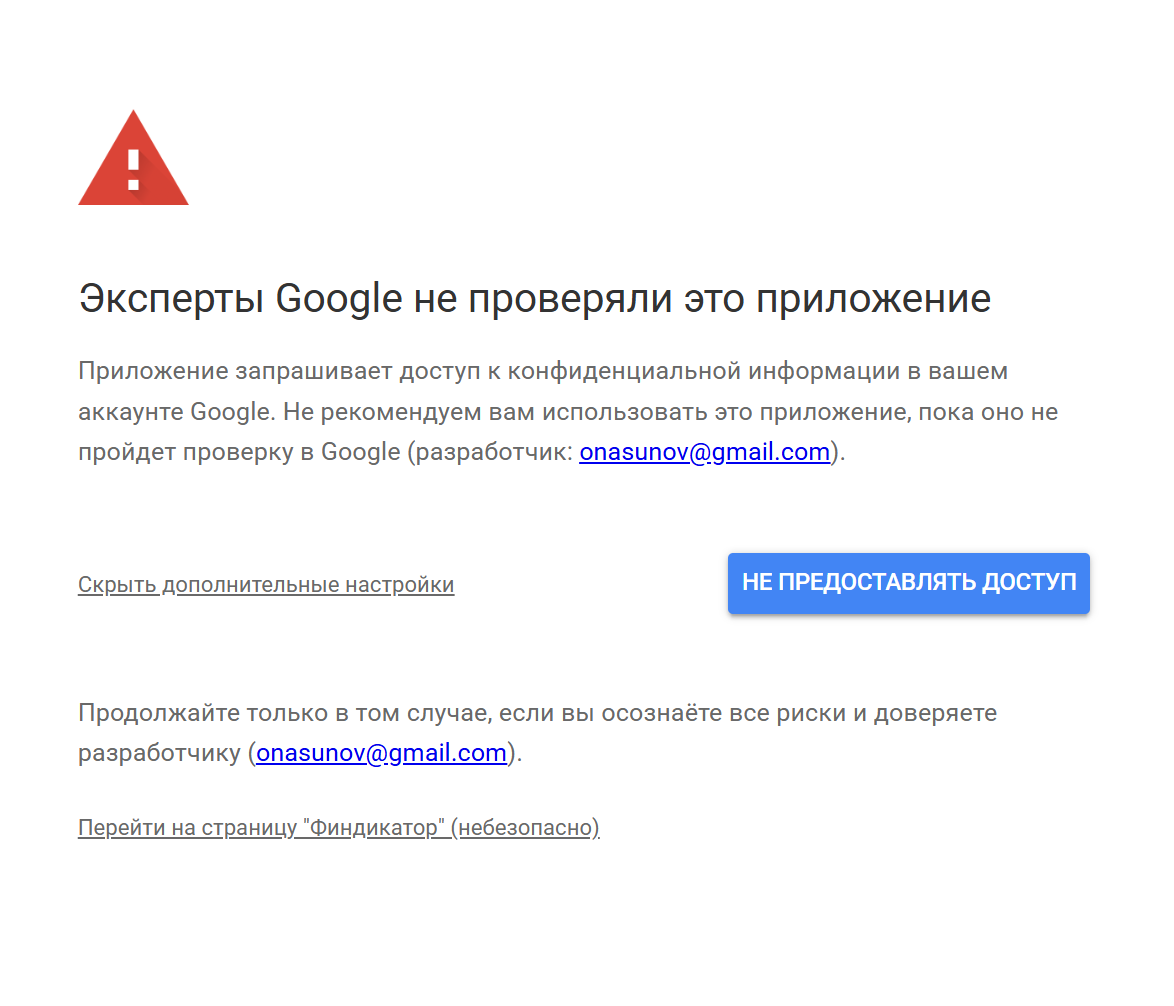 Эксперты Google не проверяли это приложение
Приложение запрашивает доступ к конфиденциальной информации в вашем
аккаунте Google. Не рекомендуем вам использовать это приложение, пока оно не
пройдет проверку в Google (разработчик: onasunov@gmail.com).
Скрыть дополнительные настройки
НЕ ПРЕДОСТАВЛЯТЬ ДОСТУП
Продолжайте только в том случае, если вы осознаёте все риски и доверяете
разработчику (onasunov@gmail.com).
Перейти на страницу "Финдикатор" (небезопасно)